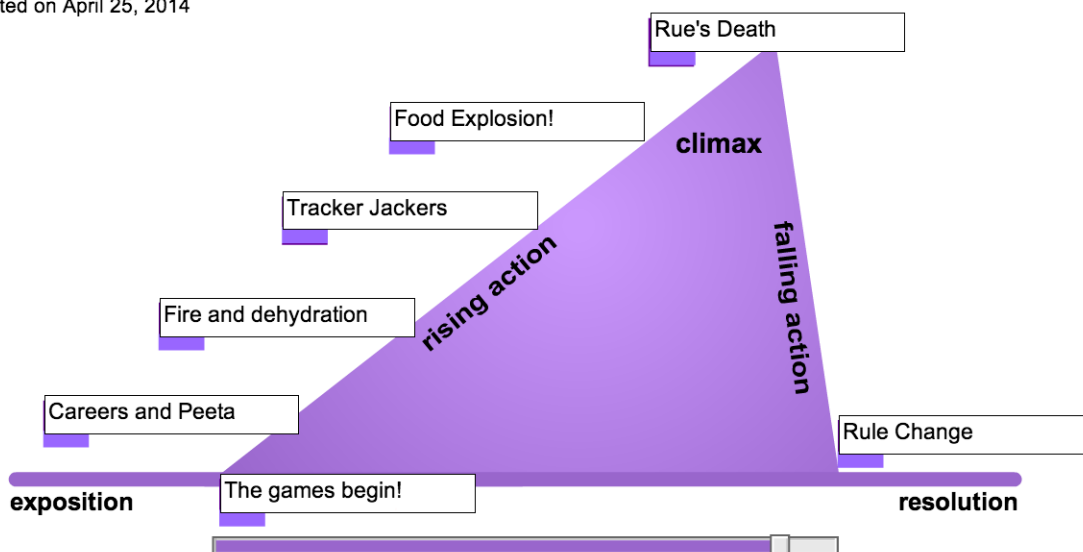 on April 25, 2014
Rue's Death
Food Explosion!
climax
Tracker Jackers
falling action
rising action
Fire and dehydration
Careers and Peeta
Rule Change
exposition
The games begin!
resolution